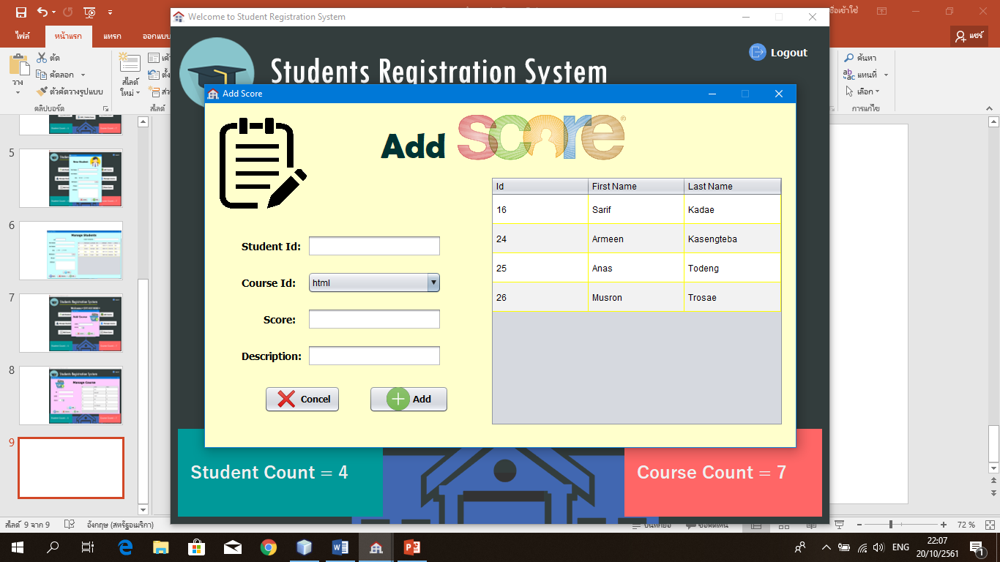 Welcome to Student Registration System
ไฟล์
หน้าแรก
แทรก
ออกแบบ
แชร์
วาง
ตัด
คัดลอก
ตัวคัดวางรูปแบบ
คลิปบอร์ด
สไลด์
ใหม่
สไลด์
ค้นหา
แทนที่
เลือก
การแก้ไข
Students Registration System
Logout
Add Score
Add score
Id First Name Last Name
16 Sarif Kadae
24 Armeen Kasengteba
25 Anas Todeng
26 Musron Trosae
Student Id:
Course Id: html
Score:
Description:
Concel Add
Student Count = 4
Course Count = 7
5
6
7
8
9
สไลด์ 9 จาก 9
อังกฤษ (สหรัฐอเมริกา)
72 %
ENG
22:07
20/10/2561
1